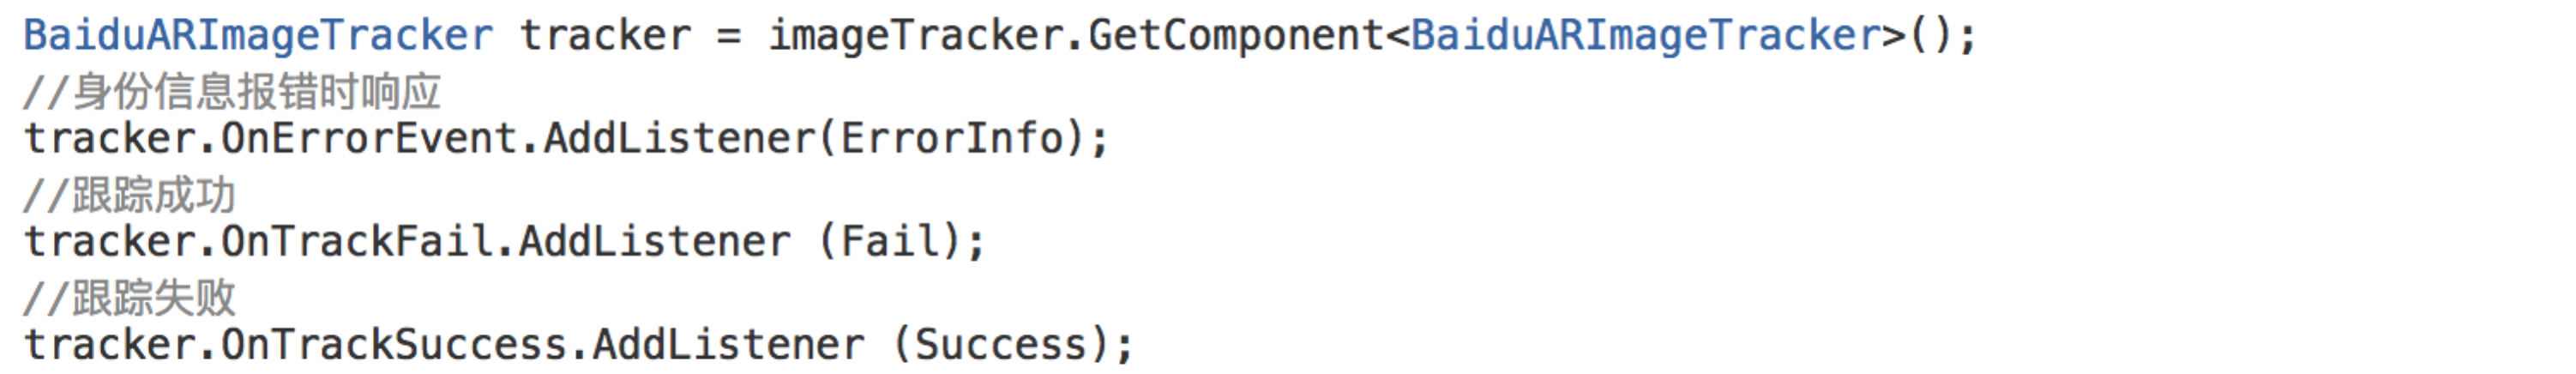 BaiduARImageTracker tracker = imageTracker.GetComponent<BaiduARImageTracker>();
//身份信息报错时响应
tracker.OnErrorEvent.AddListener(ErrorInfo);
//跟踪成功
tracker.OnTrackFail.AddListener (Fail);
//跟踪失败
tracker.OnTrackSuccess.AddListener (Success);